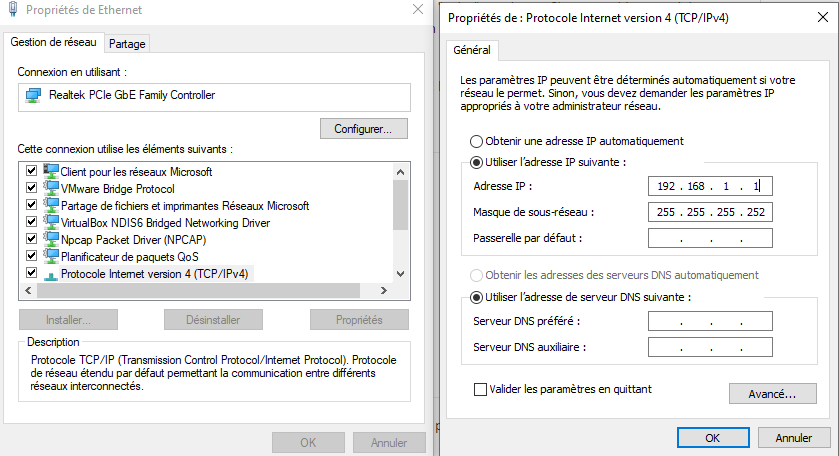 Propriétés de Ethernet
Gestion de réseau
Partage
Connexion en utilisant :
Realtek PCIe GbE Family Controller
Configurer...
Cette connexion utilise les éléments suivants :
Client pour les réseaux Microsoft
VMware Bridge Protocol
Partage de fichiers et imprimantes Réseaux Microsoft
VirtualBox NDIS6 Bridged Networking Driver
Npcap Packet Driver (NPCAP)
Planificateur de paquets QoS
Protocole Internet version 4 (TCP/IPv4)
Installer...
Désinstaller
Propriétés
Description
Protocole TCP/IP (Transmission Control Protocol/Internet Protocol). Protocole
de réseau étendu par défaut permettant la communication entre différents
réseaux interconnectés.
OK
Annuler
Propriétés de : Protocole Internet version 4 (TCP/IPv4)
Général
Les paramètres IP peuvent être déterminés automatiquement si votre
réseau le permet. Sinon, vous devez demander les paramètres IP
appropriés à votre administrateur réseau.
Obtenir une adresse IP automatiquement
Utiliser l'adresse IP suivante :
Adresse IP : 192 . 168 . 1 . 1
Masque de sous-réseau : 255 . 255 . 255 . 252
Passerelle par défaut : . . .
Obtenir les adresses des serveurs DNS automatiquement
Utiliser l'adresse de serveur DNS suivante :
Serveur DNS préféré : . . .
Serveur DNS auxiliaire : . . .
Valider les paramètres en quittant
Avancé...
OK
Annuler